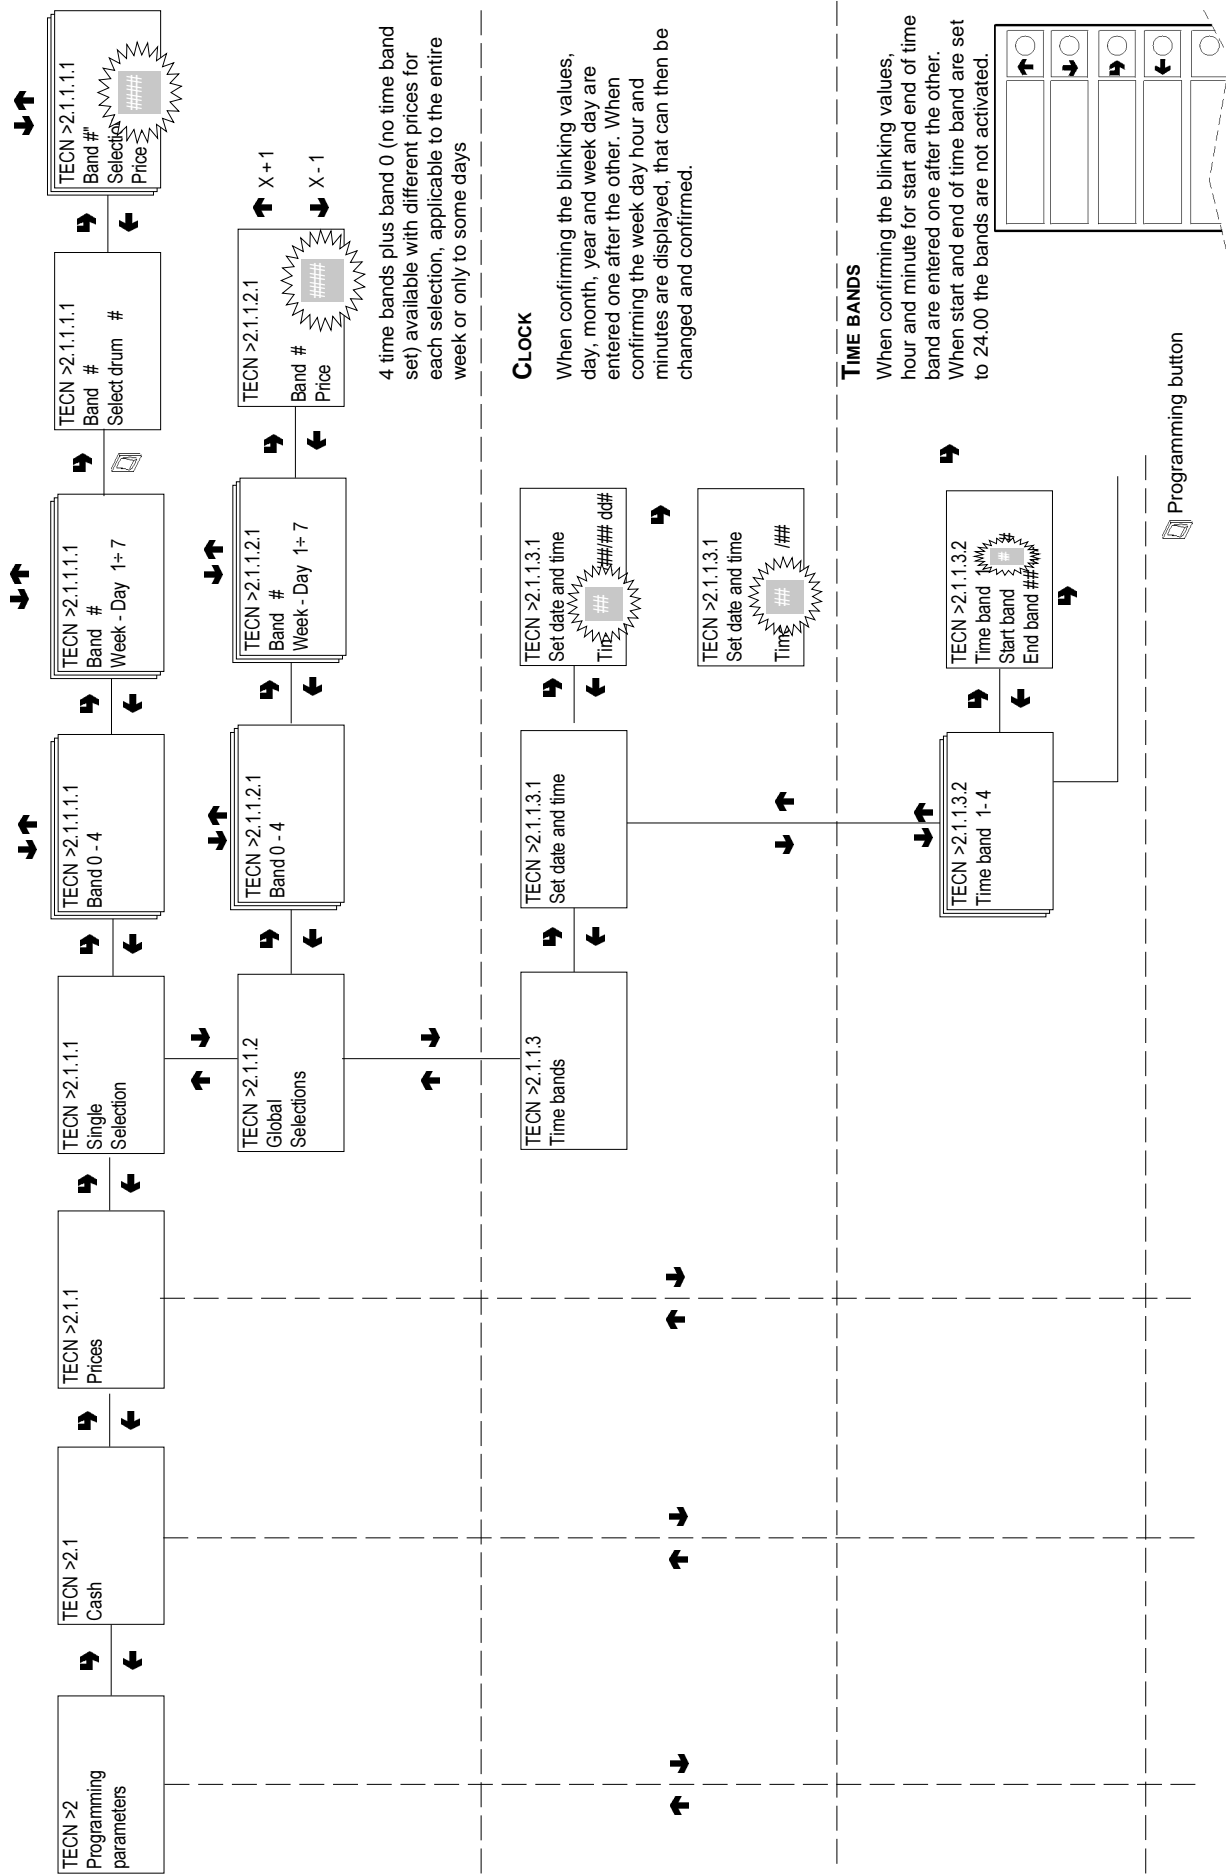 TECN >2
Programming
parameters
TECN >2.1
Cash
TECN >2.1.1
Prices
TECN >2.1.1.1
Single
Selection
TECN >2.1.1.1.1
Band 0 - 4
TECN >2.1.1.1.1
Band #
Week - Day 1÷ 7
TECN >2.1.1.1.1
Band #
Select drum #
TECN >2.1.1.1.1.1
Band #"
Selectio
Price
#####
TECN >2.1.1.2
Global
Selections
TECN >2.1.1.2.1
Band 0 - 4
TECN >2.1.1.2.1
Band #
Week - Day 1÷ 7
TECN >2.1.1.2.1
Band #
Price
#####
X + 1
X - 1
4 time bands plus band 0 (no time band
set) available with different prices for
each selection, applicable to the entire
week or only to some days
CLOCK
When confirming the blinking values,
day, month, year and week day are
entered one after the other. When
confirming the week day hour and
minutes are displayed, that can then be
changed and confirmed.
TECN >2.1.1.3
Time bands
TECN >2.1.1.3.1
Set date and time
TECN >2.1.1.3.1
Set date and time
Tim ## /##/## dd#
TECN >2.1.1.3.1
Set date and time
Time ## /##
TIME BANDS
When confirming the blinking values,
hour and minute for start and end of time
band are entered one after the other.
When start and end of time band are set
to 24.00 the bands are not activated.
TECN >2.1.1.3.2
Time band 1- 4
TECN >2.1.1.3.2
Time band 1
Start band # #
End band ##
Programming button